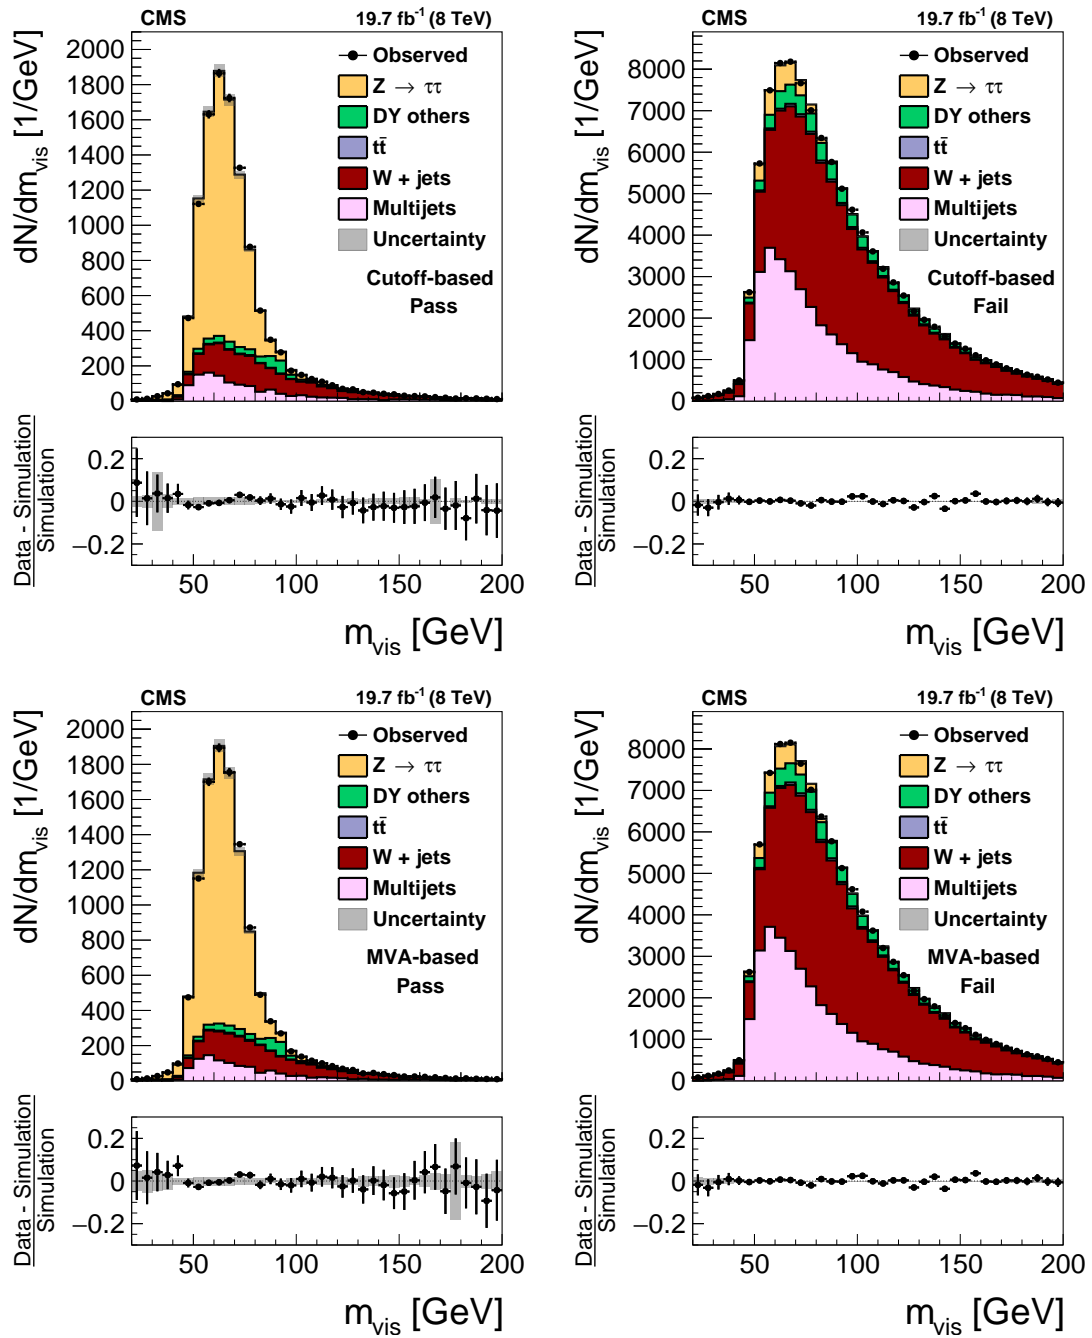 CMS 19.7 fb⁻¹ (8 TeV)
dN/dm_vis [1/GeV]
2000
1800
1600
1400
1200
1000
800
600
400
200
0
Observed
Z → ττ
DY others
tt̄
W + jets
Multijets
Uncertainty
Cutoff-based
Pass
Data - Simulation
Simulation
0.2
0
−0.2
50 100 150 200
m_vis [GeV]
CMS 19.7 fb⁻¹ (8 TeV)
dN/dm_vis [1/GeV]
8000
7000
6000
5000
4000
3000
2000
1000
0
Observed
Z → ττ
DY others
tt̄
W + jets
Multijets
Uncertainty
Cutoff-based
Fail
Data - Simulation
Simulation
0.2
0
−0.2
50 100 150 200
m_vis [GeV]
CMS 19.7 fb⁻¹ (8 TeV)
dN/dm_vis [1/GeV]
2000
1800
1600
1400
1200
1000
800
600
400
200
0
Observed
Z → ττ
DY others
tt̄
W + jets
Multijets
Uncertainty
MVA-based
Pass
Data - Simulation
Simulation
0.2
0
−0.2
50 100 150 200
m_vis [GeV]
CMS 19.7 fb⁻¹ (8 TeV)
dN/dm_vis [1/GeV]
8000
7000
6000
5000
4000
3000
2000
1000
0
Observed
Z → ττ
DY others
tt̄
W + jets
Multijets
Uncertainty
MVA-based
Fail
Data - Simulation
Simulation
0.2
0
−0.2
50 100 150 200
m_vis [GeV]